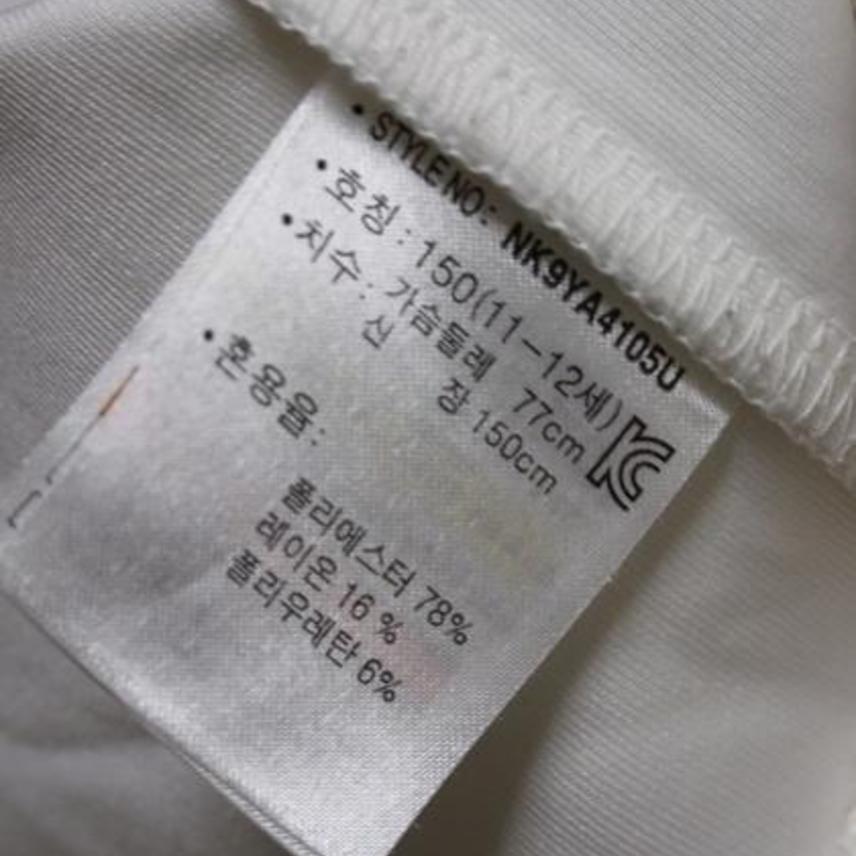 • STYLE NO: NK9YA4105U
• 호칭 : 150(11-12세)
• 치수 : 가슴둘레 77cm
신 장 150cm
• 혼용율:
폴리에스터 78%
레이온 16 %
폴리우레탄 6%